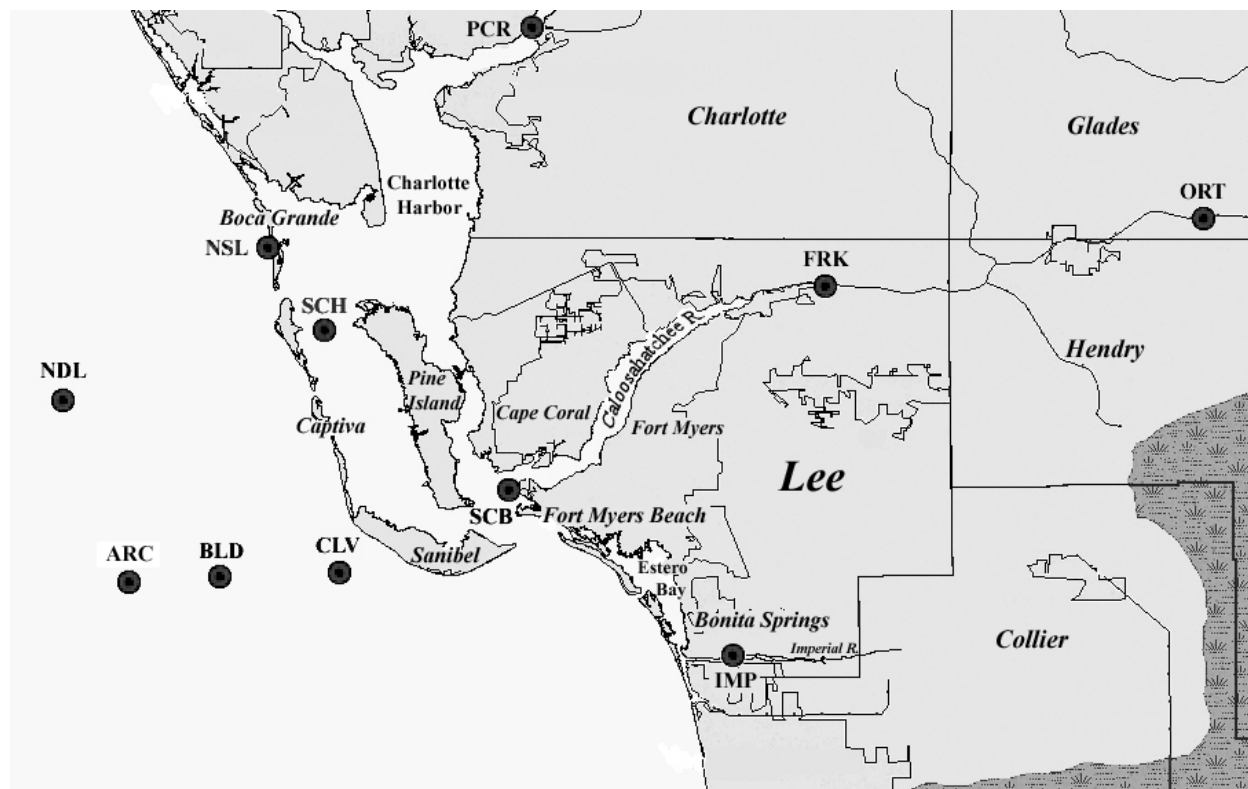 PCR
Charlotte
Glades
Charlotte
Harbor
ORT
Boca Grande
NSL
FRK
SCH
Caloosahatchee R.
Hendry
NDL
Pine
Island
Cape Coral
Captiva
Fort Myers
Lee
SCB
Fort Myers Beach
ARC
BLD
CLV
Sanibel
Estero
Bay
Bonita Springs
Collier
Imperial R.
IMP